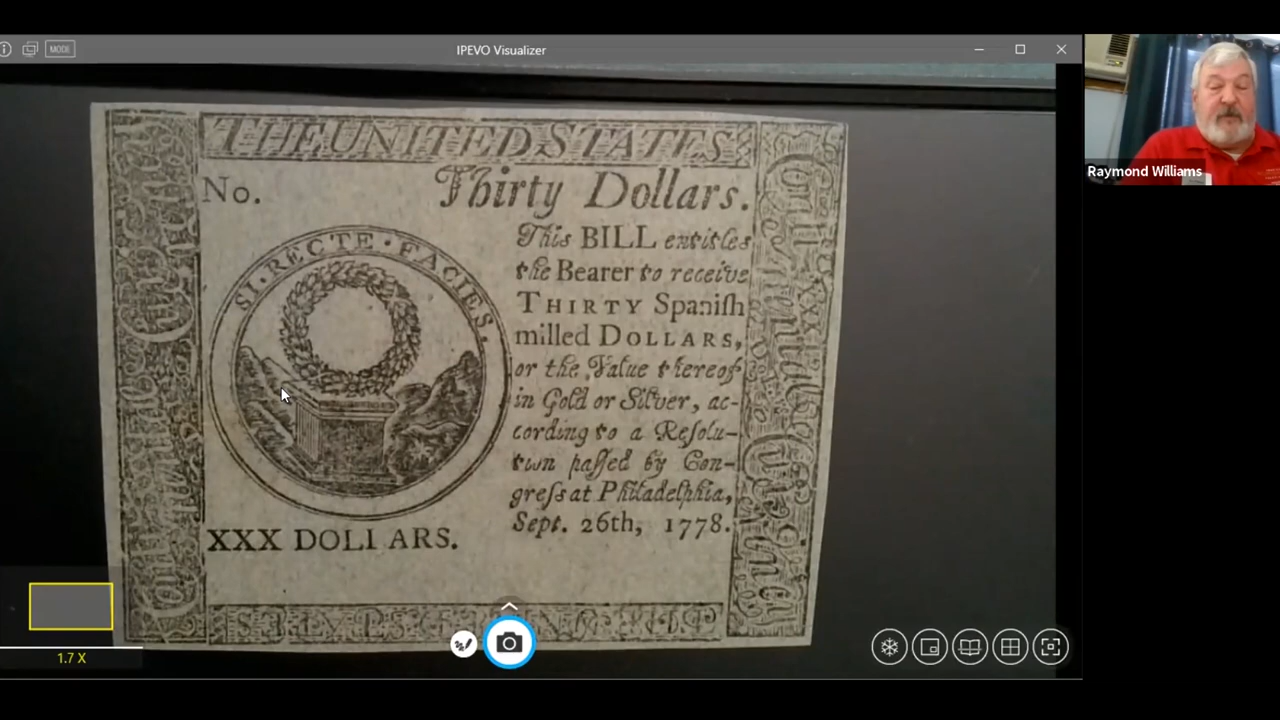 MODE
IPEVO Visualizer
Raymond Williams
THE UNITED STATES
No.
Thirty Dollars.
SI·RECTE·FACIES.
This BILL entitles
the Bearer to receive
THIRTY Spaniſh
milled DOLLARS,
or the Value thereof
in Gold or Silver, ac-
cording to a Reſolu-
tion paſſed by Con-
greſs at Philadelphia,
Sept. 26th, 1778.
XXX DOLLARS.
1.7 X